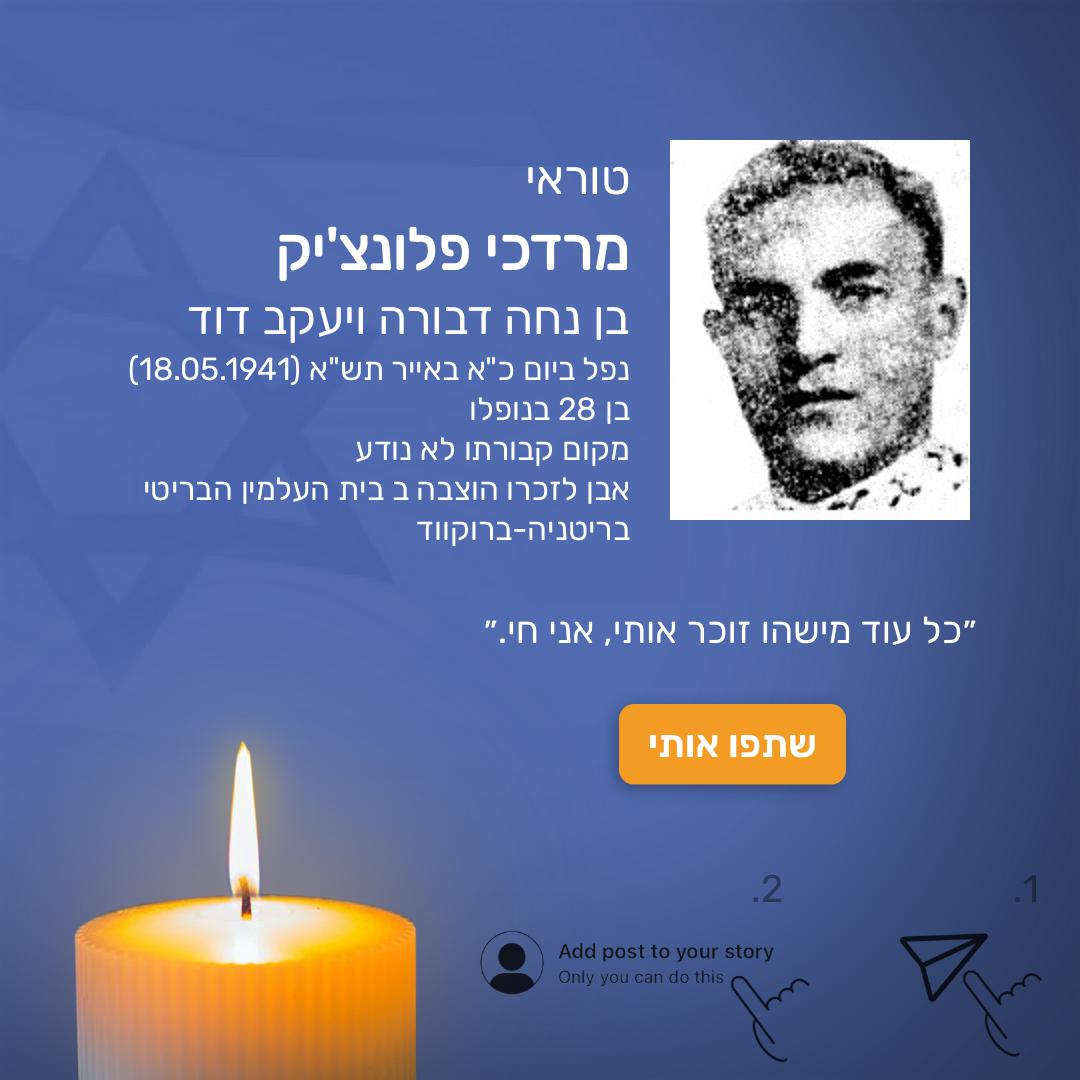 טוראי
מרדכי פלונצ'יק
בן נחה דבורה ויעקב דוד
נפל ביום כ"א באייר תש"א (18.05.1941)
בן 28 בנופלו
מקום קבורתו לא נודע
אבן לזכרו הוצבה ב בית העלמין הבריטי
בריטניה-ברוקווד
״כל עוד מישהו זוכר אותי, אני חי.״
שתפו אותי
.1
.2
Add post to your story
Only you can do this